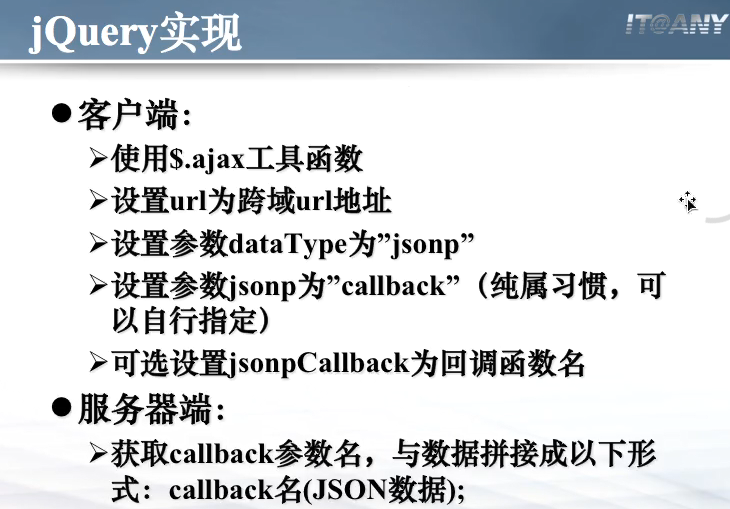 jQuery实现
IT@ANY
●客户端：
➢使用$.ajax工具函数
➢设置url为跨域url地址
➢设置参数dataType为”jsonp”
➢设置参数jsonp为”callback”（纯属习惯，可
以自行指定）
➢可选设置jsonpCallback为回调函数名
●服务器端：
➢获取callback参数名，与数据拼接成以下形
式：callback名(JSON数据);